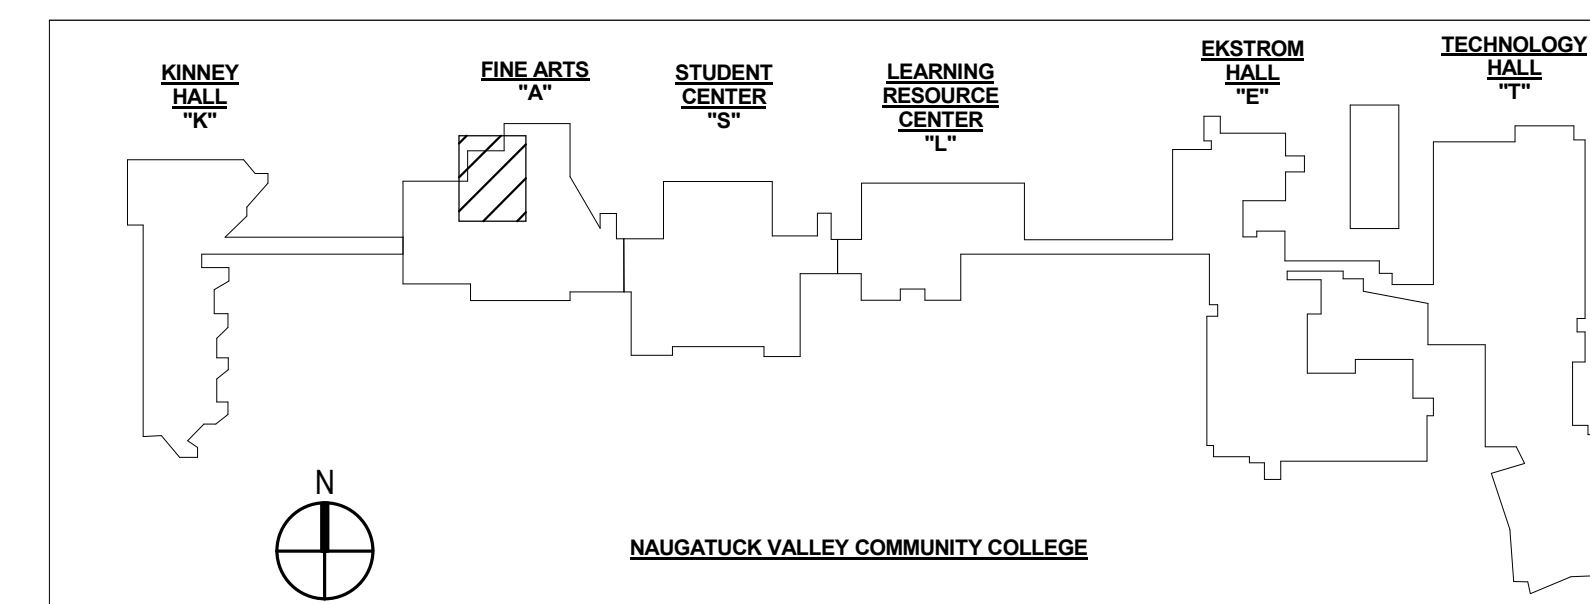 KINNEY
HALL
"K"
FINE ARTS
"A"
STUDENT
CENTER
"S"
LEARNING
RESOURCE
CENTER
"L"
EKSTROM
HALL
"E"
TECHNOLOGY
HALL
"T"
N
NAUGATUCK VALLEY COMMUNITY COLLEGE